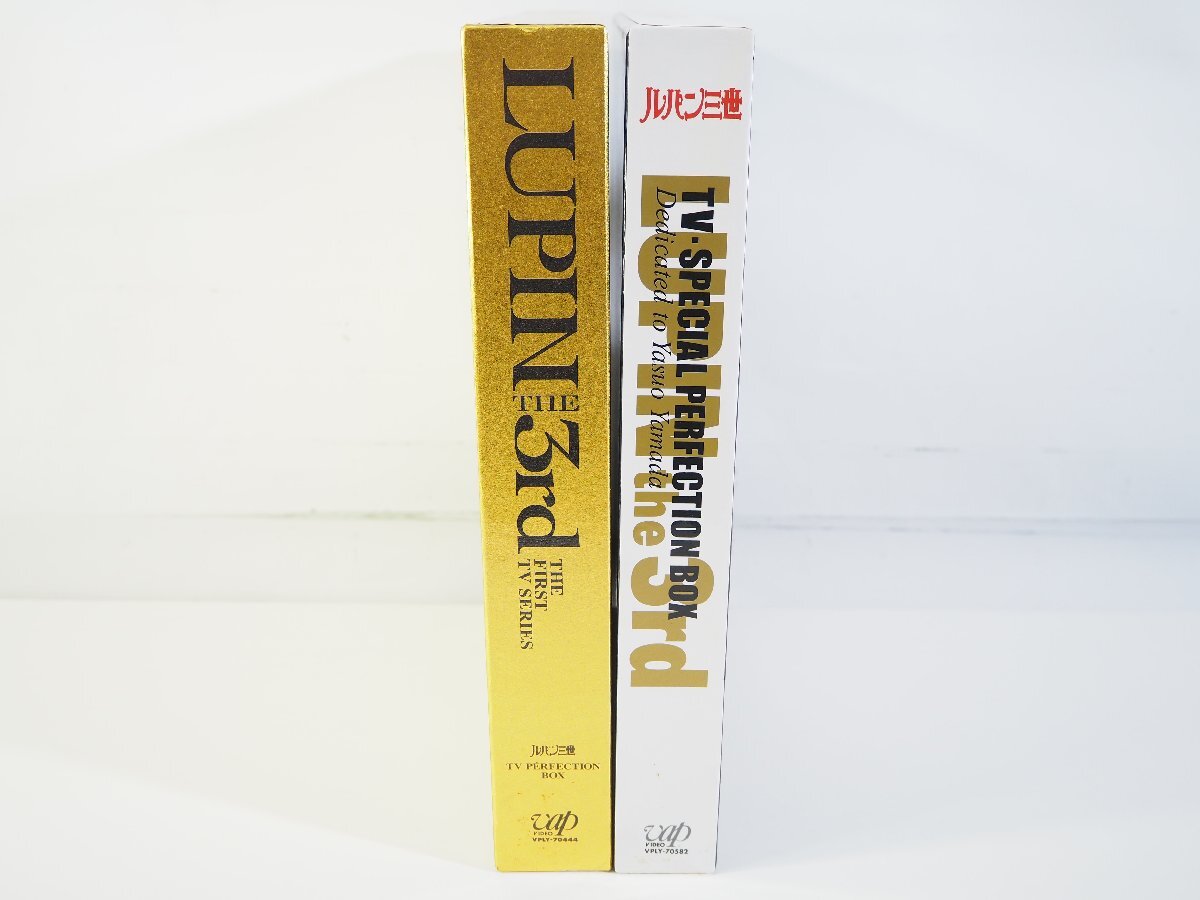 LUPIN
THE
3rd
THE
FIRST
TV SERIES
ルパン三世
TV PERFECTION
BOX
vap
VIDEO
VPLY-70444
ルパン三世
LUPIN the 3rd
TV-SPECIAL PERFECTION BOX
Dedicated to Yasuo Yamada
vap
VIDEO
VPLY-70582